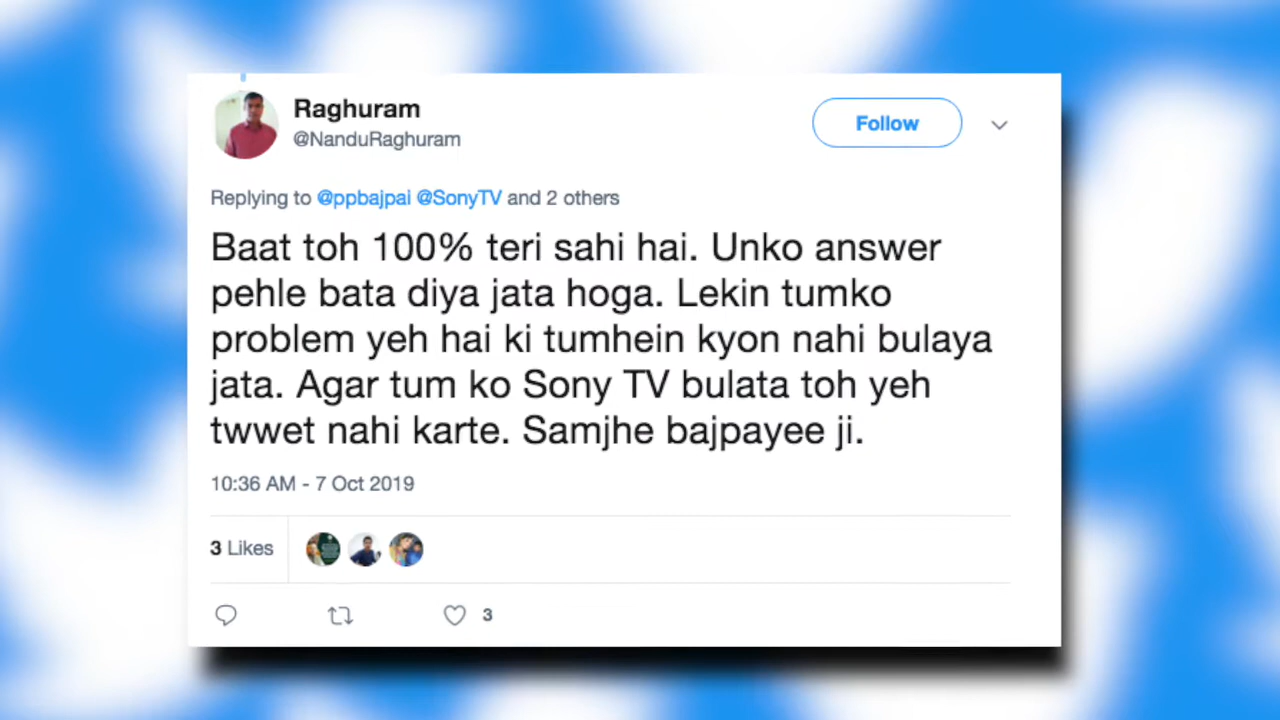 Raghuram
@NanduRaghuram
Follow
Replying to @ppbajpai @SonyTV and 2 others
Baat toh 100% teri sahi hai. Unko answer
pehle bata diya jata hoga. Lekin tumko
problem yeh hai ki tumhein kyon nahi bulaya
jata. Agar tum ko Sony TV bulata toh yeh
twwet nahi karte. Samjhe bajpayee ji.
10:36 AM - 7 Oct 2019
3 Likes
3